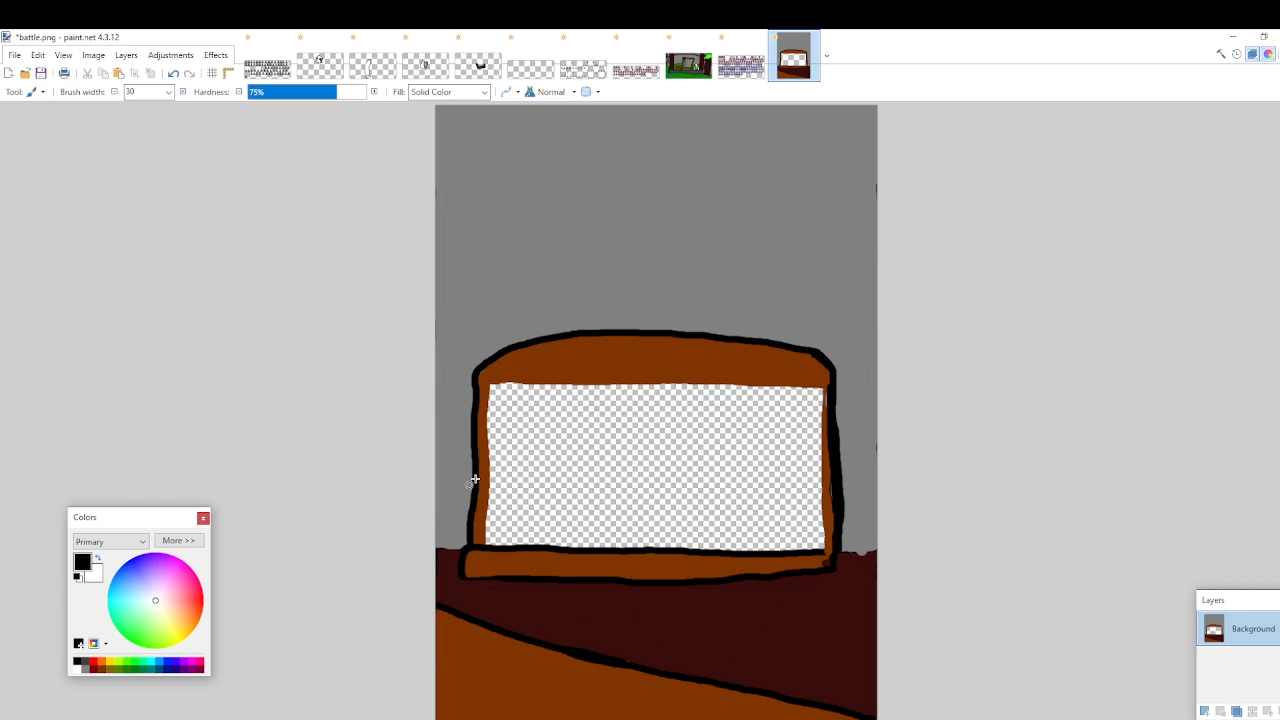 *battle.png - paint.net 4.3.12
File Edit View Image Layers Adjustments Effects
Tool: Brush width: 30 Hardness: 75% Fill: Solid Color Normal
Colors
Primary More >>
Layers
Background